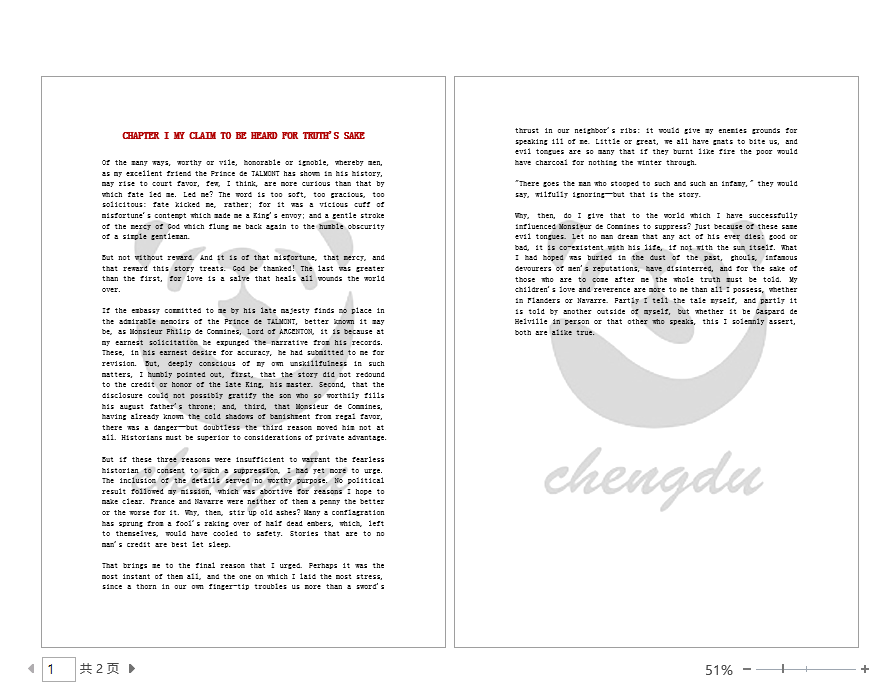 CHAPTER I MY CLAIM TO BE HEARD FOR TRUTH'S SAKE
Of the many ways, worthy or vile, honorable or ignoble, whereby men,
as my excellent friend the Prince de TALMONT has shown in his history,
may rise to court favor, few, I think, are more curious than that by
which fate led me. Led me? The word is too soft, too gracious, too
solicitous: fate kicked me, rather; for it was a vicious cuff of
misfortune's contempt which made me a King's envoy; and a gentle stroke
of the mercy of God which flung me back again to the humble obscurity
of a simple gentleman.
But not without reward. And it is of that misfortune, that mercy, and
that reward this story treats. God be thanked! The last was greater
than the first, for love is a salve that heals all wounds the world
over.
If the embassy committed to me by his late majesty finds no place in
the admirable memoirs of the Prince de TALMONT, better known it may
be, as Monsieur Philip de Commines, Lord of ARGENTON, it is because at
my earnest solicitation he expunged the narrative from his records.
These, in his earnest desire for accuracy, he had submitted to me for
revision. But, deeply conscious of my own unskillfulness in such
matters, I humbly pointed out, first, that the story did not redound
to the credit or honor of the late King, his master. Second, that the
disclosure could not possibly gratify the son who so worthily fills
his august father's throne; and, third, that Monsieur de Commines,
having already known the cold shadows of banishment from regal favor,
there was a danger—but doubtless the third reason moved him not at
all. Historians must be superior to considerations of private advantage.
But if these three reasons were insufficient to warrant the fearless
historian to consent to such a suppression, I had yet more to urge.
The inclusion of the details served no worthy purpose. No political
result followed my mission, which was abortive for reasons I hope to
make clear. France and Navarre were neither of them a penny the better
or the worse for it. Why, then, stir up old ashes? Many a conflagration
has sprung from a fool's raking over of half dead embers, which, left
to themselves, would have cooled to safety. Stories that are to no
man's credit are best let sleep.
That brings me to the final reason that I urged. Perhaps it was the
most instant of them all, and the one on which I laid the most stress,
since a thorn in our own finger-tip troubles us more than a sword's
thrust in our neighbor's ribs: it would give my enemies grounds for
speaking ill of me. Little or great, we all have gnats to bite us, and
evil tongues are so many that if they burnt like fire the poor would
have charcoal for nothing the winter through.
"There goes the man who stooped to such and such an infamy," they would
say, wilfully ignoring—but that is the story.
Why, then, do I give that to the world which I have successfully
influenced Monsieur de Commines to suppress? Just because of these same
evil tongues. Let no man dream that any act of his ever dies: good or
bad, it is co-existent with his life, if not with the sun itself. What
I had hoped was buried in the dust of the past, ghouls, infamous
devourers of men's reputations, have disinterred, and for the sake of
those who are to come after me the whole truth must be told. My
children's love and reverence are more to me than all I possess, whether
in Flanders or Navarre. Partly I tell the tale myself, and partly it
is told by another outside of myself, but whether it be Gaspard de
Helville in person or that other who speaks, this I solemnly assert,
both are alike true.
chengdu
chengdu
1 共 2 页
51%